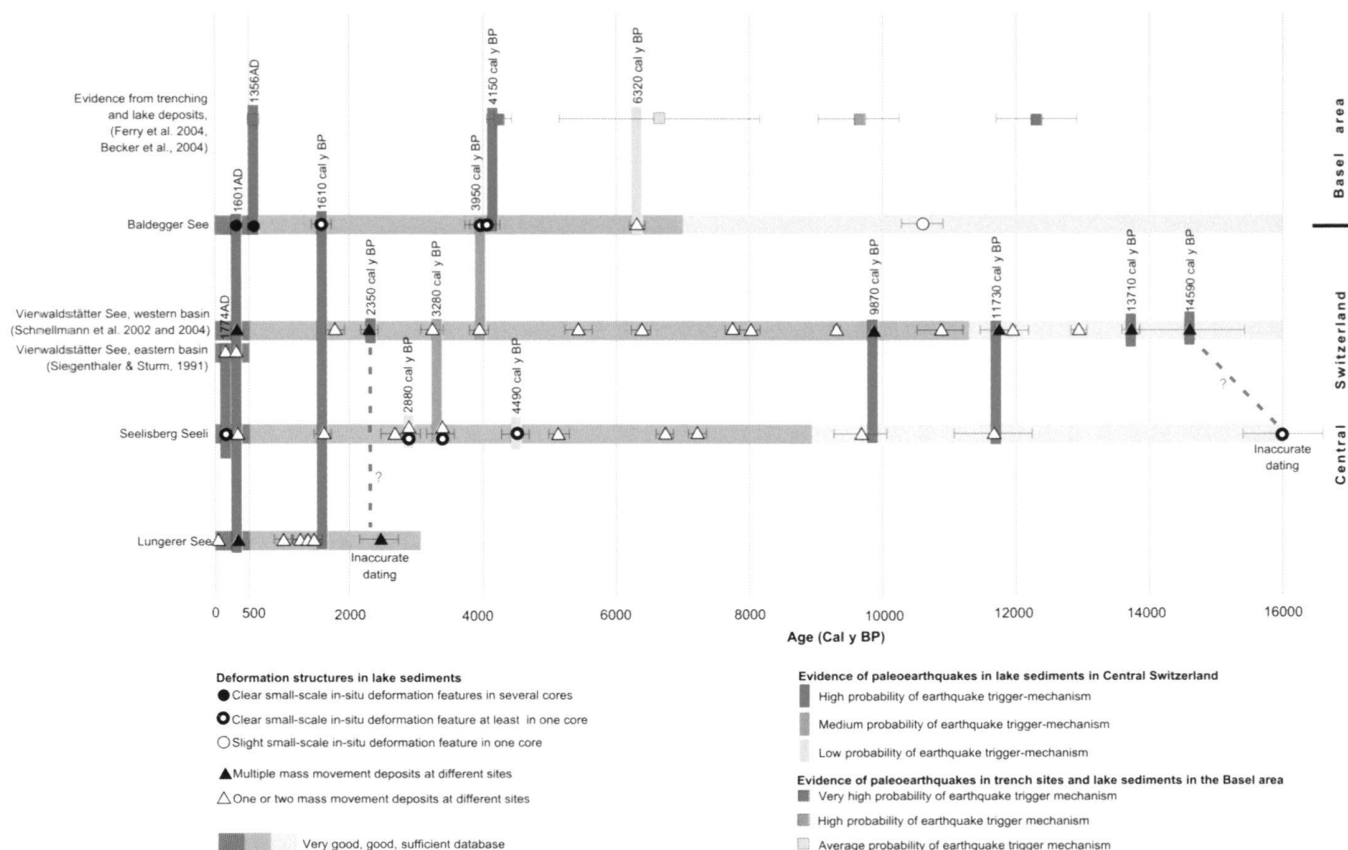 Evidence from trenching
and lake deposits,
(Ferry et al. 2004,
Becker et al., 2004)
1356AD
4150 cal y BP
6320 cal y BP
Basel area
Baldegger See
1601AD
1610 cal y BP
3950 cal y BP
Vierwaldstätter See, western basin
(Schnellmann et al. 2002 and 2004)
Vierwaldstätter See, eastern basin
(Siegenthaler & Sturm, 1991)
1774AD
2350 cal y BP
3280 cal y BP
9870 cal y BP
11730 cal y BP
13710 cal y BP
14590 cal y BP
Central Switzerland
Seelisberg Seeli
2880 cal y BP
4490 cal y BP
?
?
Inaccurate
dating
Lungerer See
Inaccurate
dating
0 500 2000 4000 6000 8000 10000 12000 14000 16000
Age (Cal y BP)
Deformation structures in lake sediments
Clear small-scale in-situ deformation features in several cores
Clear small-scale in-situ deformation feature at least in one core
Slight small-scale in-situ deformation feature in one core
Multiple mass movement deposits at different sites
One or two mass movement deposits at different sites
Very good, good, sufficient database
Evidence of paleoearthquakes in lake sediments in Central Switzerland
High probability of earthquake trigger-mechanism
Medium probability of earthquake trigger-mechanism
Low probability of earthquake trigger-mechanism
Evidence of paleoearthquakes in trench sites and lake sediments in the Basel area
Very high probability of earthquake trigger mechanism
High probability of earthquake trigger mechanism
Average probability of earthquake trigger mechanism